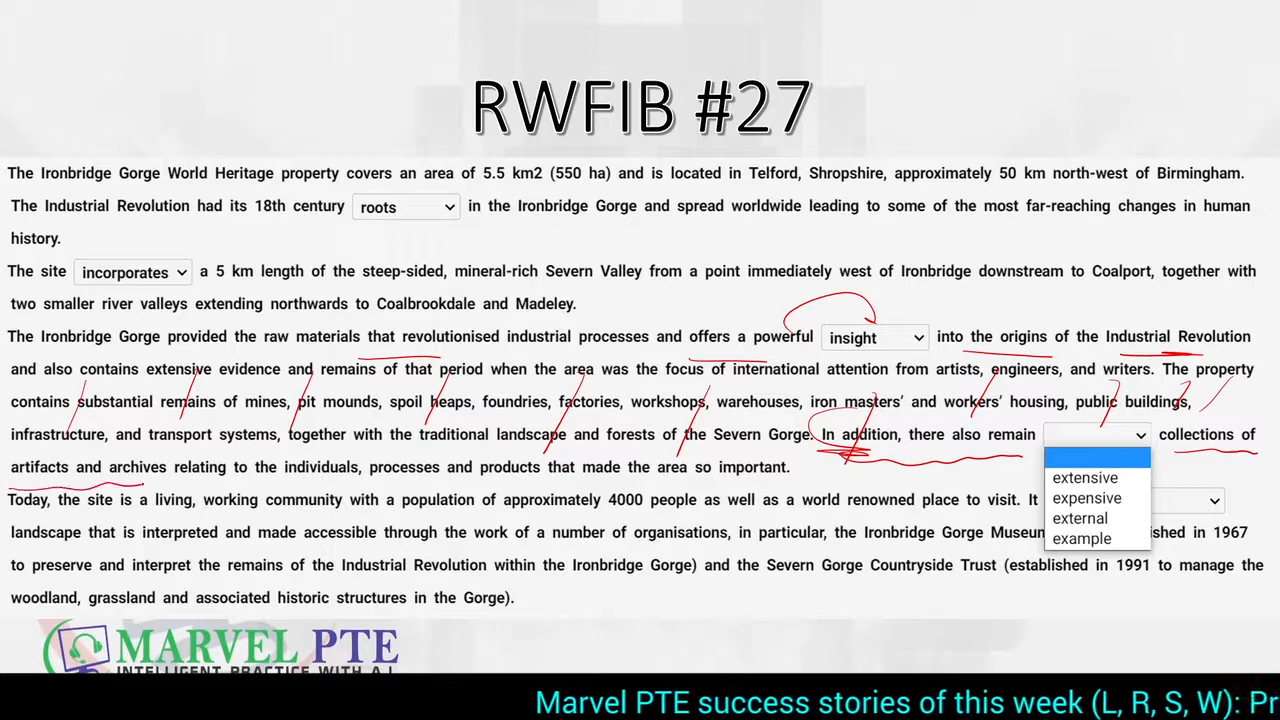 RWFIB #27
The Ironbridge Gorge World Heritage property covers an area of 5.5 km2 (550 ha) and is located in Telford, Shropshire, approximately 50 km north-west of Birmingham.
The Industrial Revolution had its 18th century roots in the Ironbridge Gorge and spread worldwide leading to some of the most far-reaching changes in human
history.
The site incorporates a 5 km length of the steep-sided, mineral-rich Severn Valley from a point immediately west of Ironbridge downstream to Coalport, together with
two smaller river valleys extending northwards to Coalbrookdale and Madeley.
The Ironbridge Gorge provided the raw materials that revolutionised industrial processes and offers a powerful insight into the origins of the Industrial Revolution
and also contains extensive evidence and remains of that period when the area was the focus of international attention from artists, engineers, and writers. The property
contains substantial remains of mines, pit mounds, spoil heaps, foundries, factories, workshops, warehouses, iron masters' and workers' housing, public buildings,
infrastructure, and transport systems, together with the traditional landscape and forests of the Severn Gorge. In addition, there also remain collections of
artifacts and archives relating to the individuals, processes and products that made the area so important.
extensive
expensive
external
example
Today, the site is a living, working community with a population of approximately 4000 people as well as a world renowned place to visit. It
landscape that is interpreted and made accessible through the work of a number of organisations, in particular, the Ironbridge Gorge in 1967
to preserve and interpret the remains of the Industrial Revolution within the Ironbridge Gorge) and the Severn Gorge Countryside Trust (established in 1991 to manage the
woodland, grassland and associated historic structures in the Gorge).
MARVEL PTE
INTELLIGENT PRACTICE WITH A.I
Marvel PTE success stories of this week (L, R, S, W): Pr